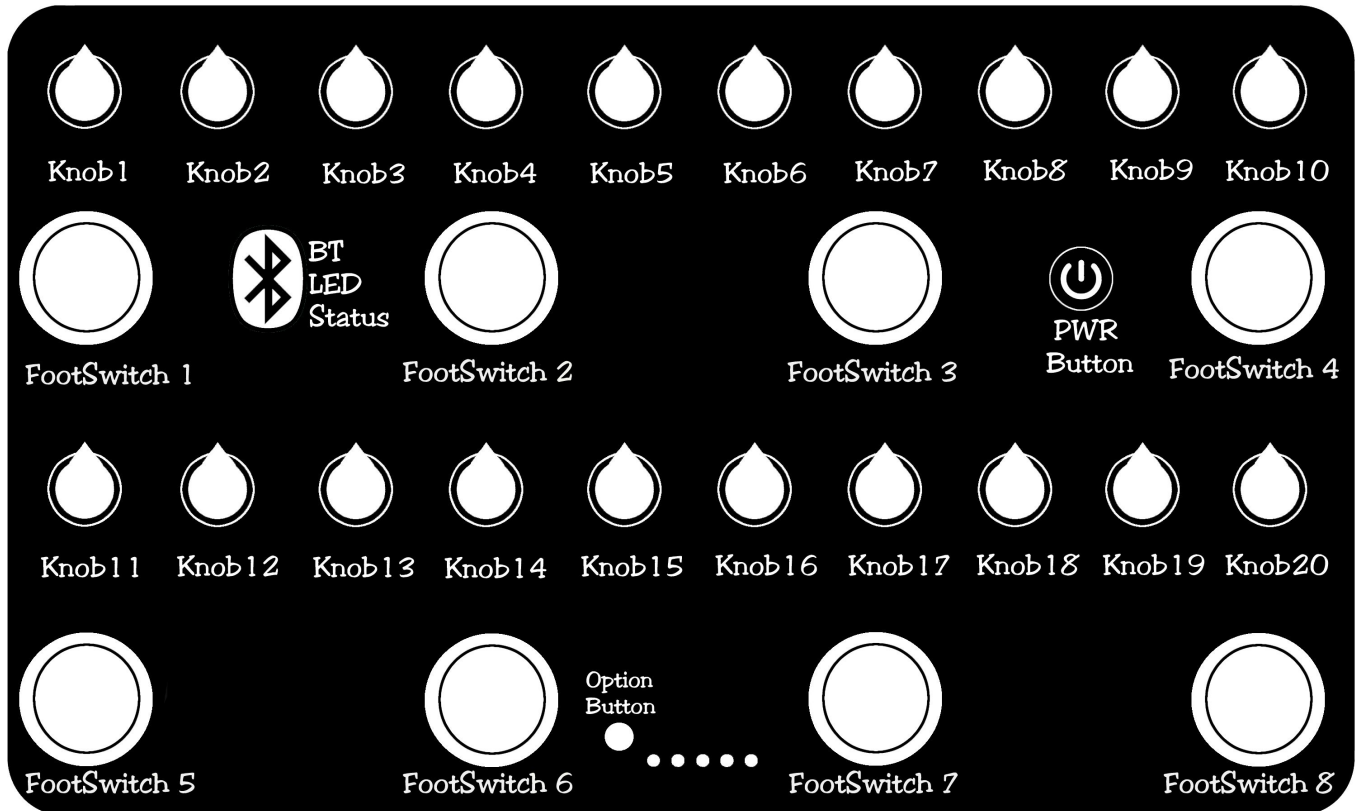 Knob1 Knob2 Knob3 Knob4 Knob5 Knob6 Knob7 Knob8 Knob9 Knob10
BT
LED
Status
PWR
Button
FootSwitch 1 FootSwitch 2 FootSwitch 3 FootSwitch 4
Knob11 Knob12 Knob13 Knob14 Knob15 Knob16 Knob17 Knob18 Knob19 Knob20
Option
Button
FootSwitch 5 FootSwitch 6 FootSwitch 7 FootSwitch 8